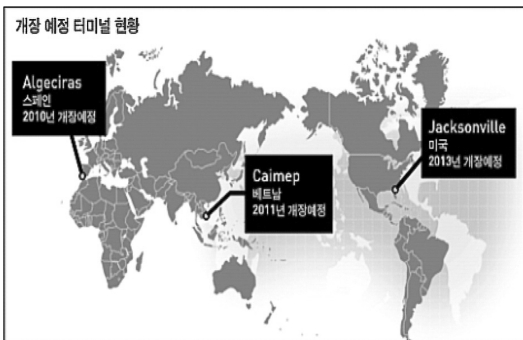 개장 예정 터미널 현황
Algeciras
스페인
2010년 개장예정
Caimep
베트남
2011년 개장예정
Jacksonville
미국
2013년 개장예정